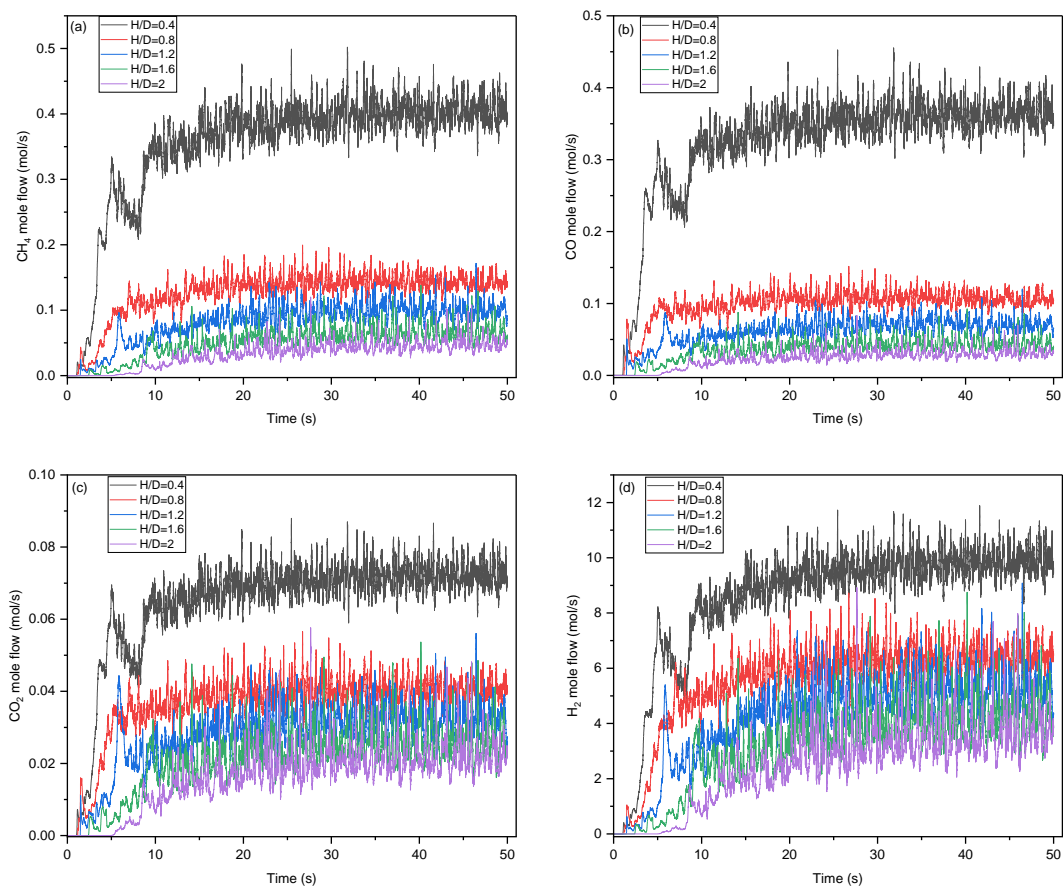 (a)
H/D=0.4
H/D=0.8
H/D=1.2
H/D=1.6
H/D=2
0.5
0.4
0.3
0.2
0.1
0.0
CH4 mole flow (mol/s)
0 10 20 30 40 50
Time (s)
(b)
H/D=0.4
H/D=0.8
H/D=1.2
H/D=1.6
H/D=2
0.5
0.4
0.3
0.2
0.1
0.0
CO mole flow (mol/s)
0 10 20 30 40 50
Time (s)
(c)
H/D=0.4
H/D=0.8
H/D=1.2
H/D=1.6
H/D=2
0.10
0.08
0.06
0.04
0.02
0.00
CO2 mole flow (mol/s)
0 10 20 30 40 50
Time (s)
(d)
H/D=0.4
H/D=0.8
H/D=1.2
H/D=1.6
H/D=2
12
10
8
6
4
2
0
H2 mole flow (mol/s)
0 10 20 30 40 50
Time (s)